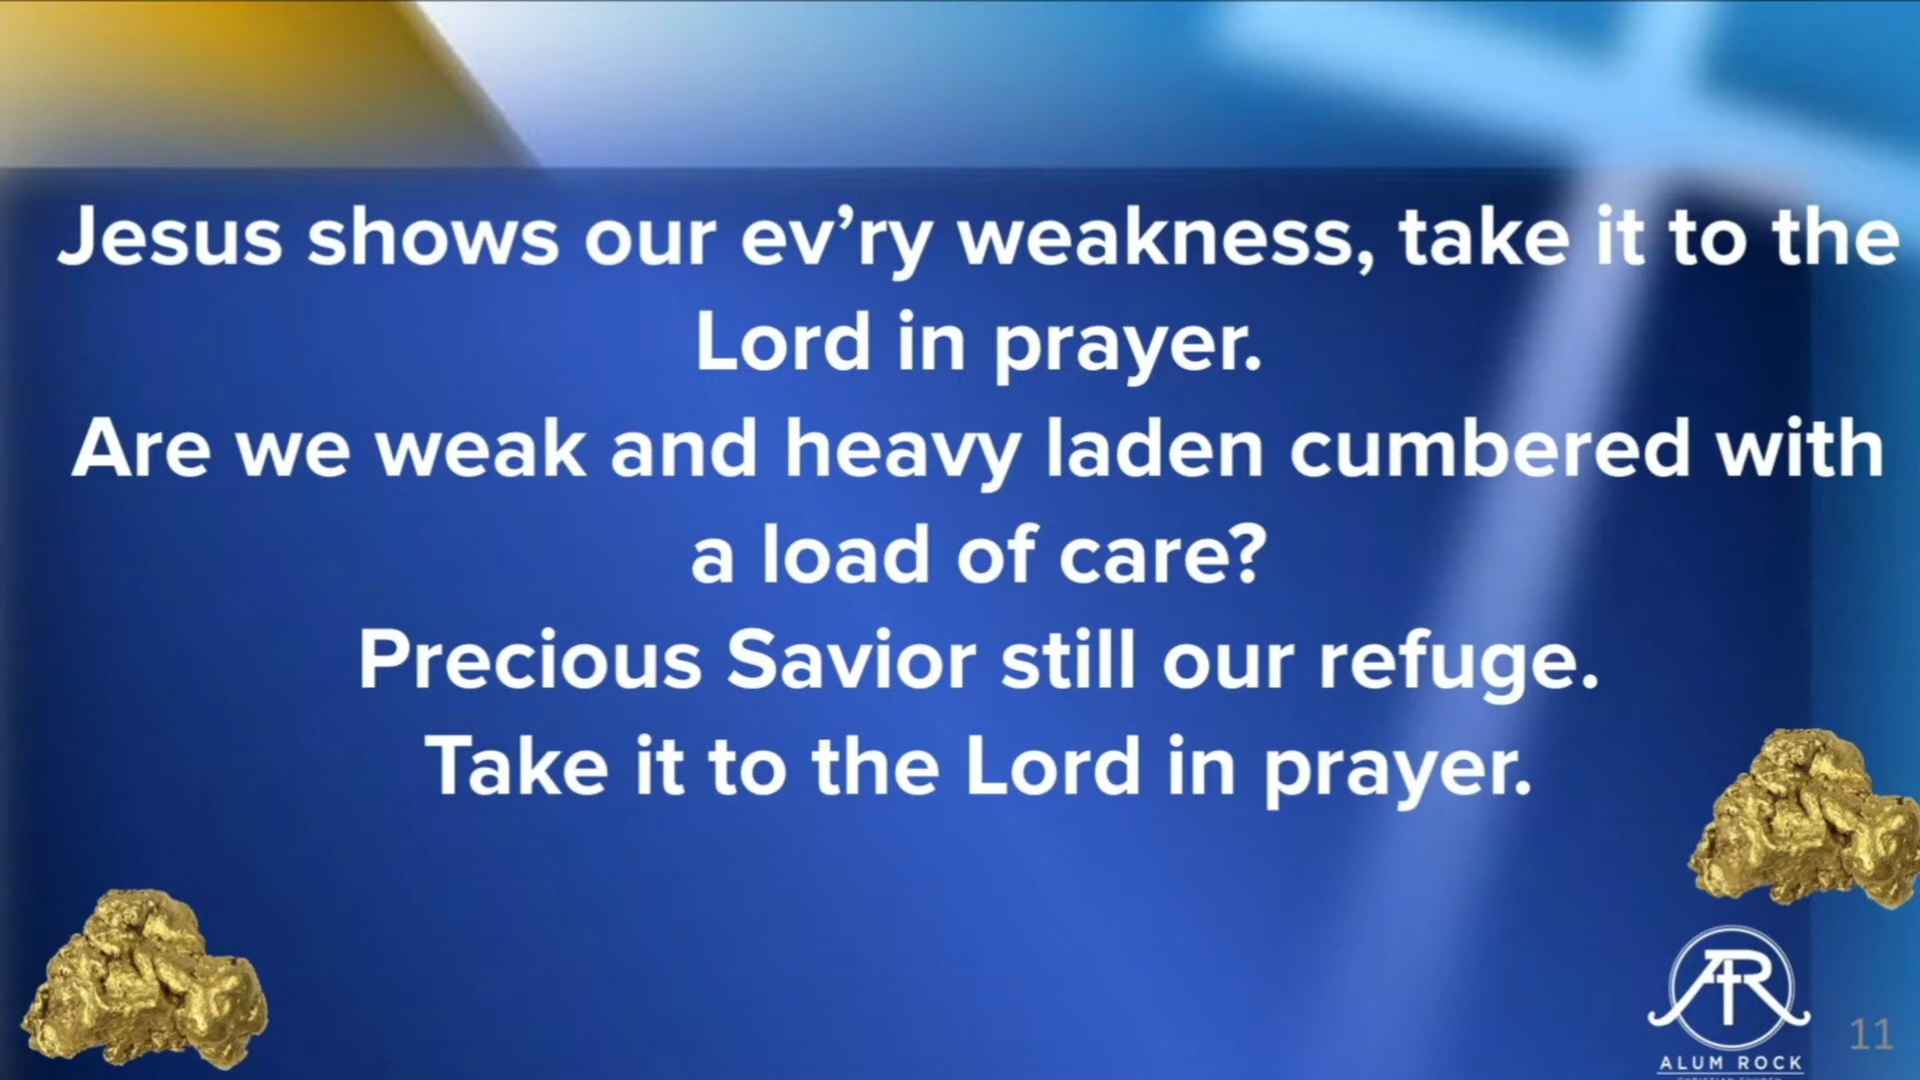 Jesus shows our ev’ry weakness, take it to the
Lord in prayer.
Are we weak and heavy laden cumbered with
a load of care?
Precious Savior still our refuge.
Take it to the Lord in prayer.
AR
ALUM ROCK
11